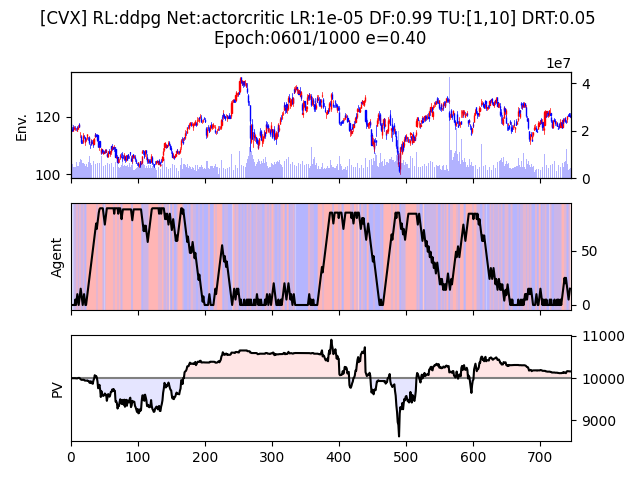 [CVX] RL:ddpg Net:actorcritic LR:1e-05 DF:0.99 TU:[1,10] DRT:0.05
Epoch:0601/1000 e=0.40
1e7
Env.
120
100
4
2
0
Agent
50
0
PV
11000
10000
9000
0 100 200 300 400 500 600 700